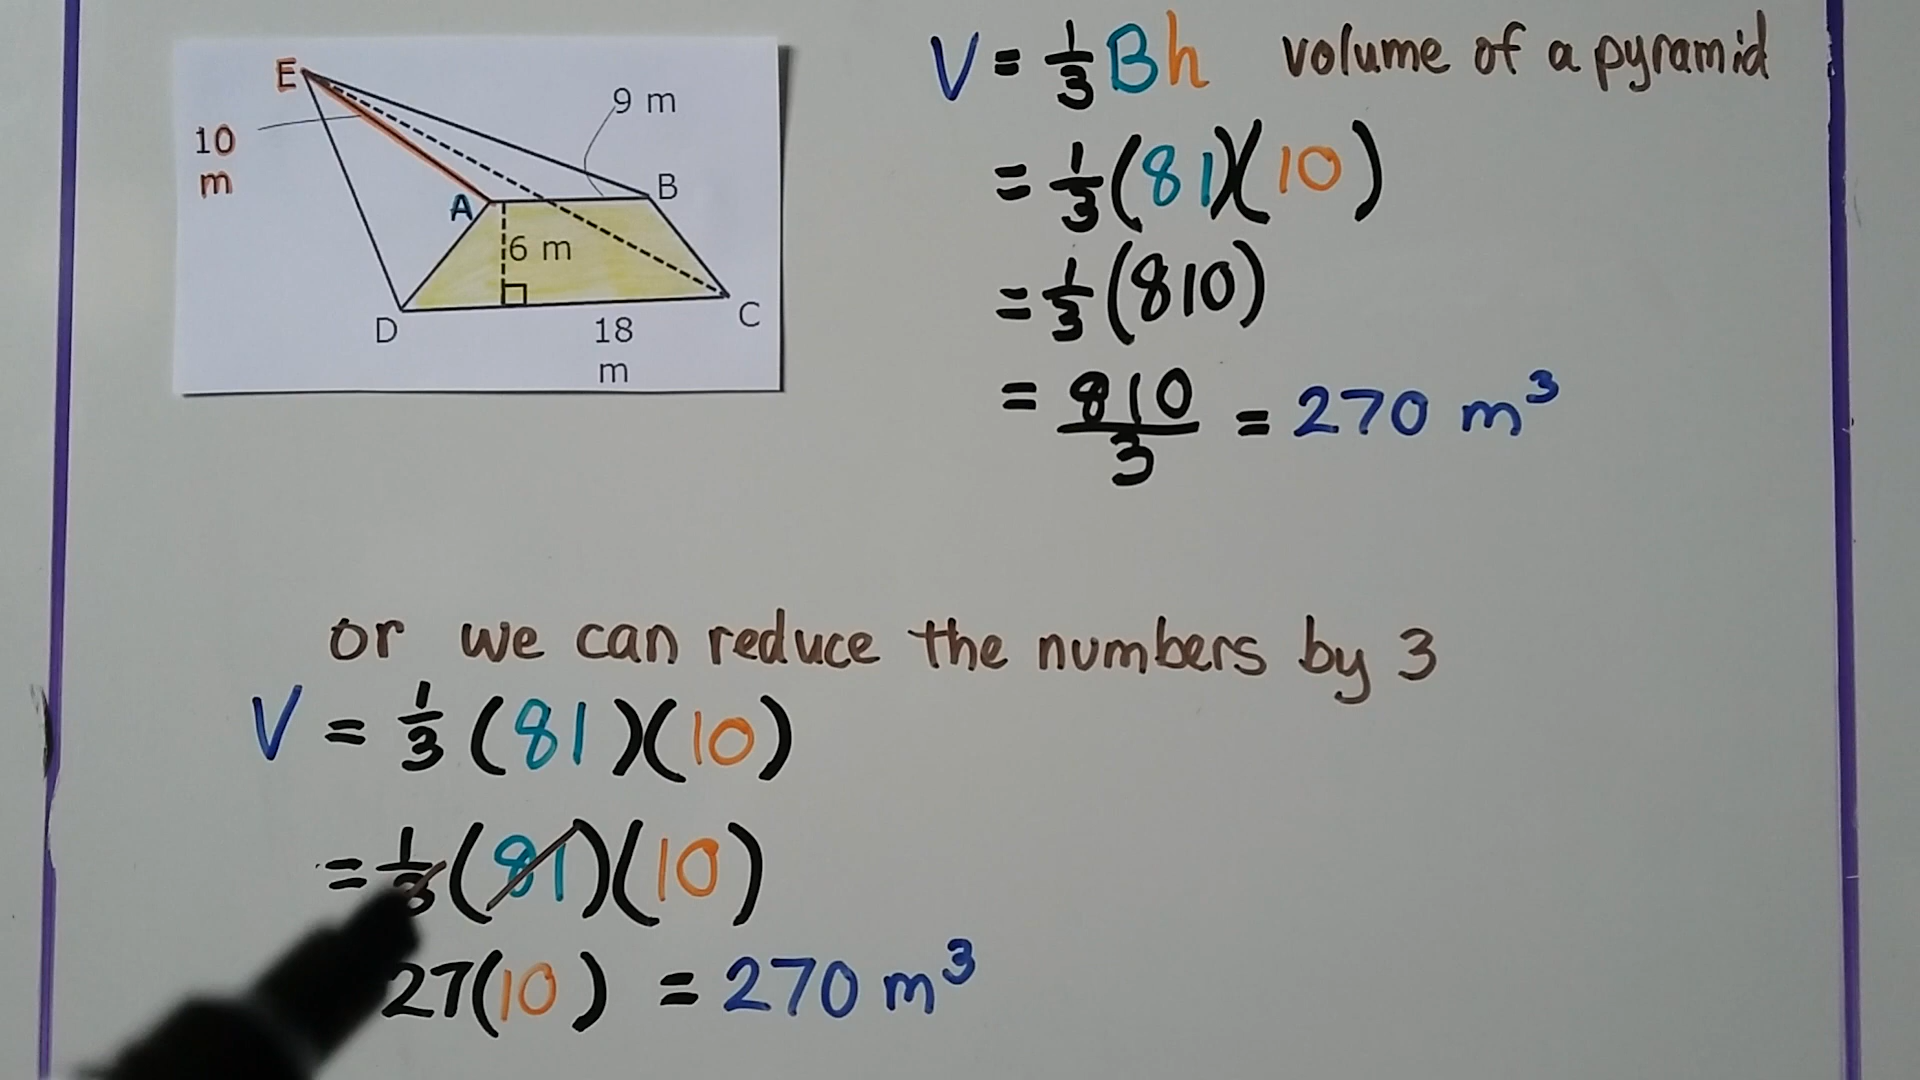 E
10
m
9 m
B
A
6 m
D
18
m
C
V = 1/3 Bh volume of a pyramid
= 1/3 (81)(10)
= 1/3 (810)
= 810/3 = 270 m³
or we can reduce the numbers by 3
V = 1/3 (81)(10)
= 1/3 (81)(10)
27(10) = 270 m³